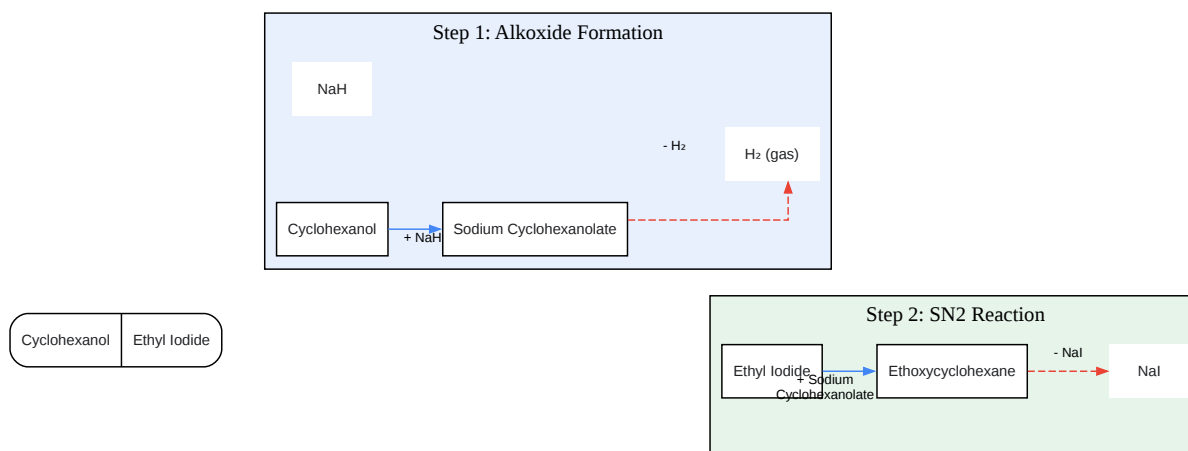 Step 1: Alkoxide Formation
NaH
- H₂
H₂ (gas)
Cyclohexanol
+ NaH
Sodium Cyclohexanolate
Cyclohexanol
Ethyl Iodide
Step 2: SN2 Reaction
Ethyl Iodide
+ Sodium
Cyclohexanolate
Ethoxycyclohexane
- NaI
NaI